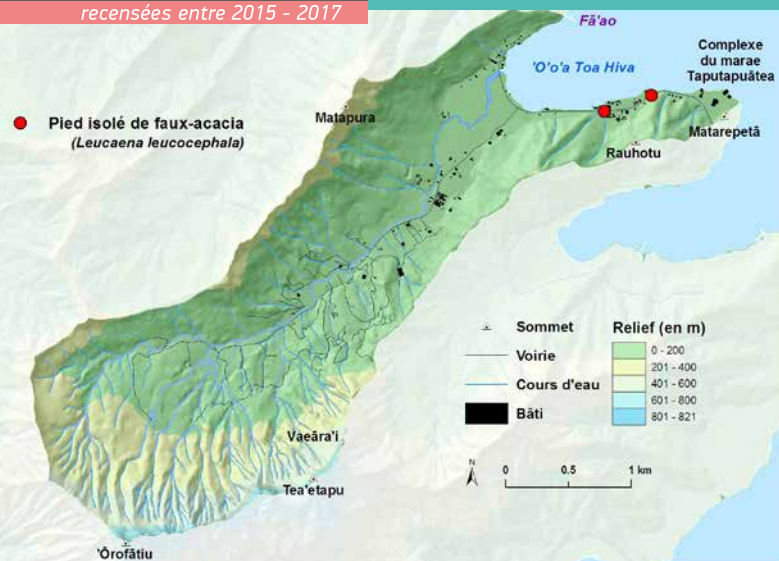 recensées entre 2015 - 2017
Fā'ao
'O'o'a Toa Hiva
Complexe
du marae
Taputapuātea
Pied isolé de faux-acacia
(Leucaena leucocephala)
Matapura
Matarepetā
Rauhotu
Sommet
Voirie
Cours d'eau
Bâti
Relief (en m)
0 - 200
201 - 400
401 - 600
601 - 800
801 - 821
N
0 0.5 1 km
Vaeāra'i
Tea'etapu
'Ōrofātiu